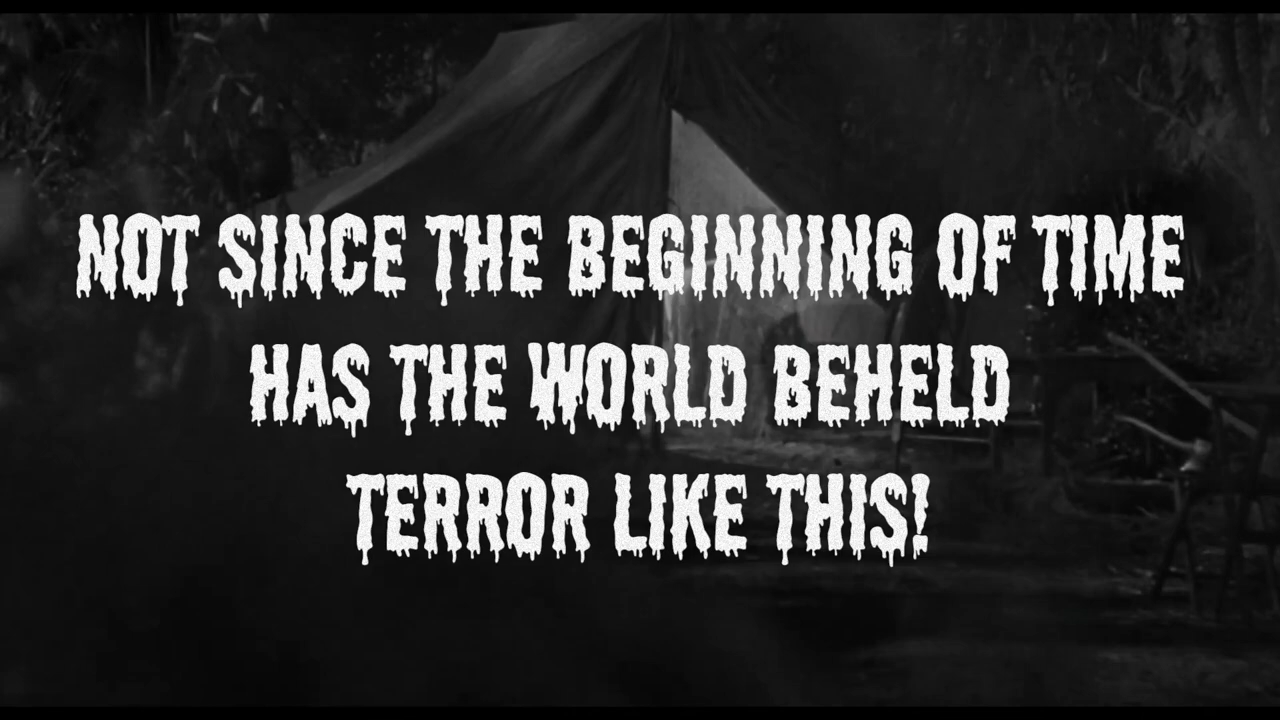 NOT SINCE THE BEGINNING OF TIME
HAS THE WORLD BEHELD
TERROR LIKE THIS!